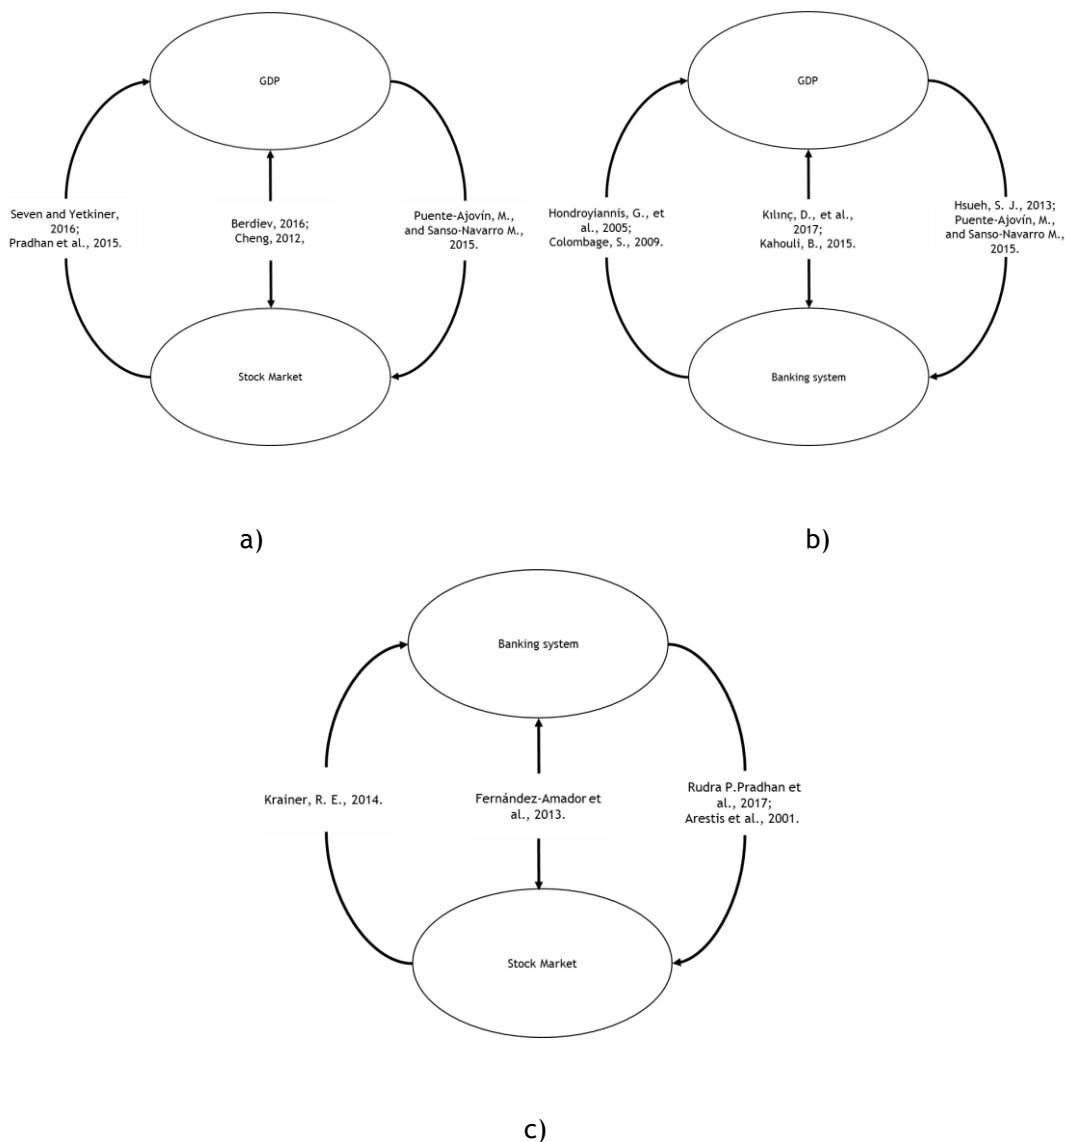 GDP
Seven and Yetkiner,
2016;
Pradhan et al., 2015.
Berdiev, 2016;
Cheng, 2012,
Puente-Ajovín, M.,
and Sanso-Navarro M.,
2015.
Stock Market
a)
GDP
Hondroyiannis, G., et
al., 2005;
Colombage, S., 2009.
Kılınç, D., et al.,
2017;
Kahouli, B., 2015.
Hsueh, S. J., 2013;
Puente-Ajovín, M.,
and Sanso-Navarro M.,
2015.
Banking system
b)
Banking system
Krainer, R. E., 2014.
Fernández-Amador et
al., 2013.
Rudra P.Pradhan et
al., 2017;
Arestis et al., 2001.
Stock Market
c)